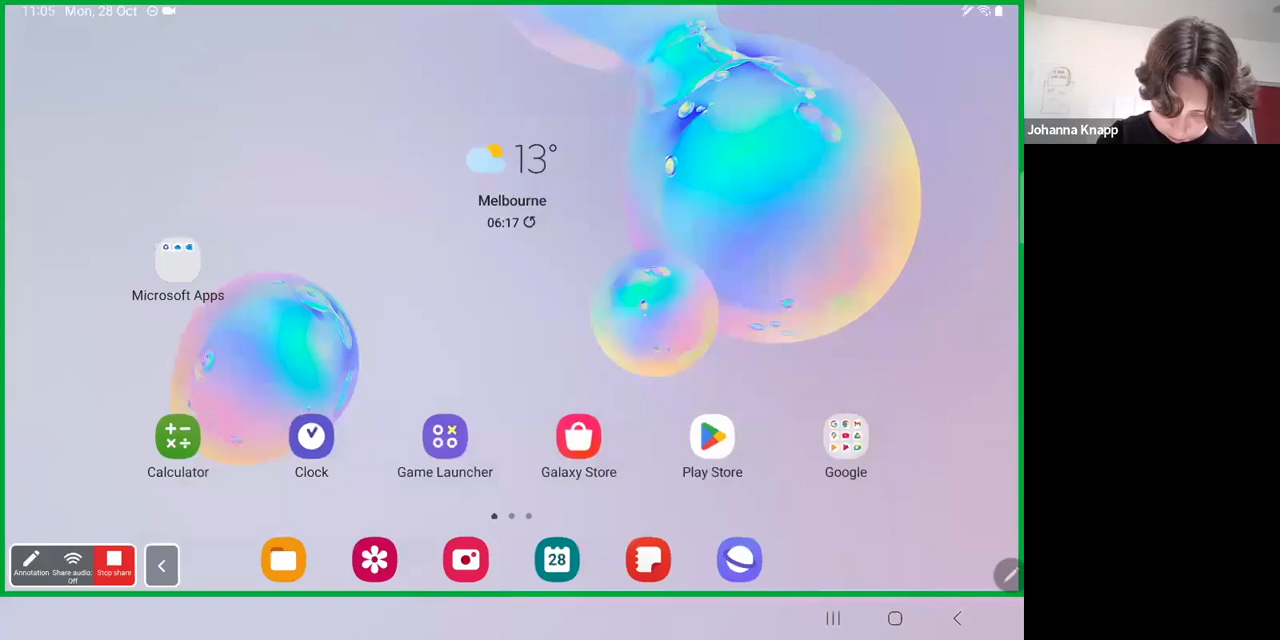 11:05 Mon, 28 Oct
13°
Melbourne
06:17
Microsoft Apps
Calculator
Clock
Game Launcher
Galaxy Store
Play Store
Google
28
Annotation
Share audio: Off
Stop share
Johanna Knapp